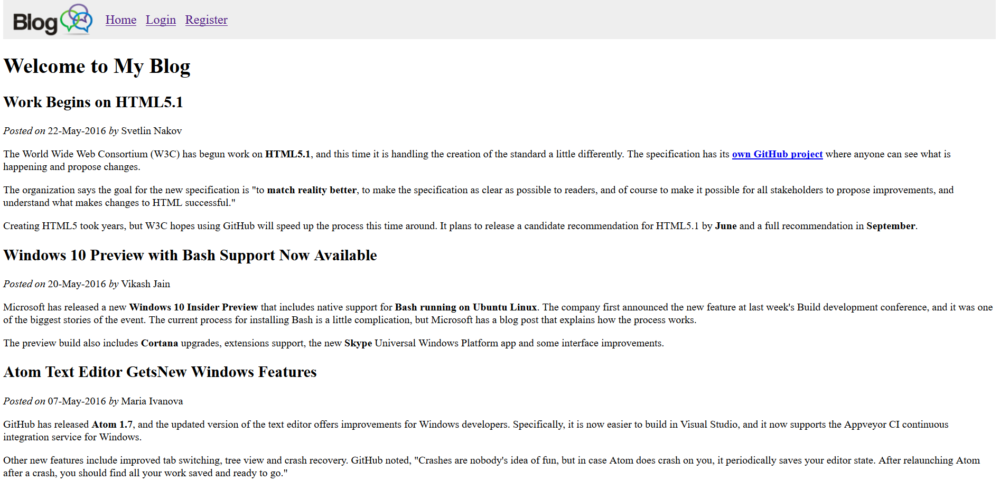 Blog Home Login Register
Welcome to My Blog
Work Begins on HTML5.1
Posted on 22-May-2016 by Svetlin Nakov
The World Wide Web Consortium (W3C) has begun work on HTML5.1, and this time it is handling the creation of the standard a little differently. The specification has its own GitHub project where anyone can see what is
happening and propose changes.
The organization says the goal for the new specification is "to match reality better, to make the specification as clear as possible to readers, and of course to make it possible for all stakeholders to propose improvements, and
understand what makes changes to HTML successful."
Creating HTML5 took years, but W3C hopes using GitHub will speed up the process this time around. It plans to release a candidate recommendation for HTML5.1 by June and a full recommendation in September.
Windows 10 Preview with Bash Support Now Available
Posted on 20-May-2016 by Vikash Jain
Microsoft has released a new Windows 10 Insider Preview that includes native support for Bash running on Ubuntu Linux. The company first announced the new feature at last week's Build development conference, and it was one
of the biggest stories of the event. The current process for installing Bash is a little complication, but Microsoft has a blog post that explains how the process works.
The preview build also includes Cortana upgrades, extensions support, the new Skype Universal Windows Platform app and some interface improvements.
Atom Text Editor GetsNew Windows Features
Posted on 07-May-2016 by Maria Ivanova
GitHub has released Atom 1.7, and the updated version of the text editor offers improvements for Windows developers. Specifically, it is now easier to build in Visual Studio, and it now supports the Appveyor CI continuous
integration service for Windows.
Other new features include improved tab switching, tree view and crash recovery. GitHub noted, "Crashes are nobody's idea of fun, but in case Atom does crash on you, it periodically saves your editor state. After relaunching Atom
after a crash, you should find all your work saved and ready to go."